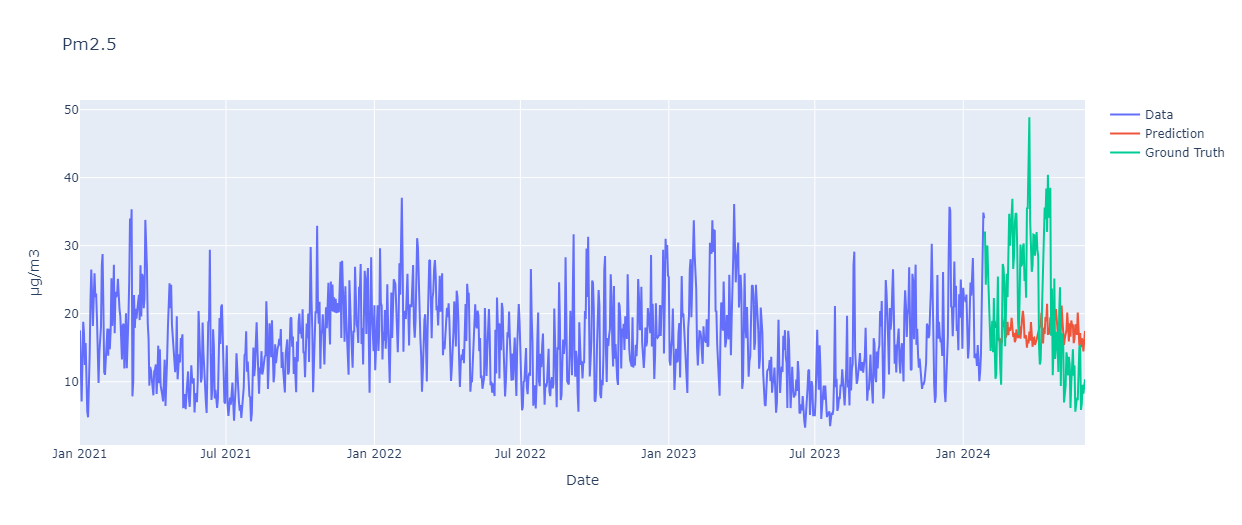 Pm2.5
50
40
30
20
10
µg/m3
Jan 2021
Jul 2021
Jan 2022
Jul 2022
Jan 2023
Jul 2023
Jan 2024
Date
Data
Prediction
Ground Truth